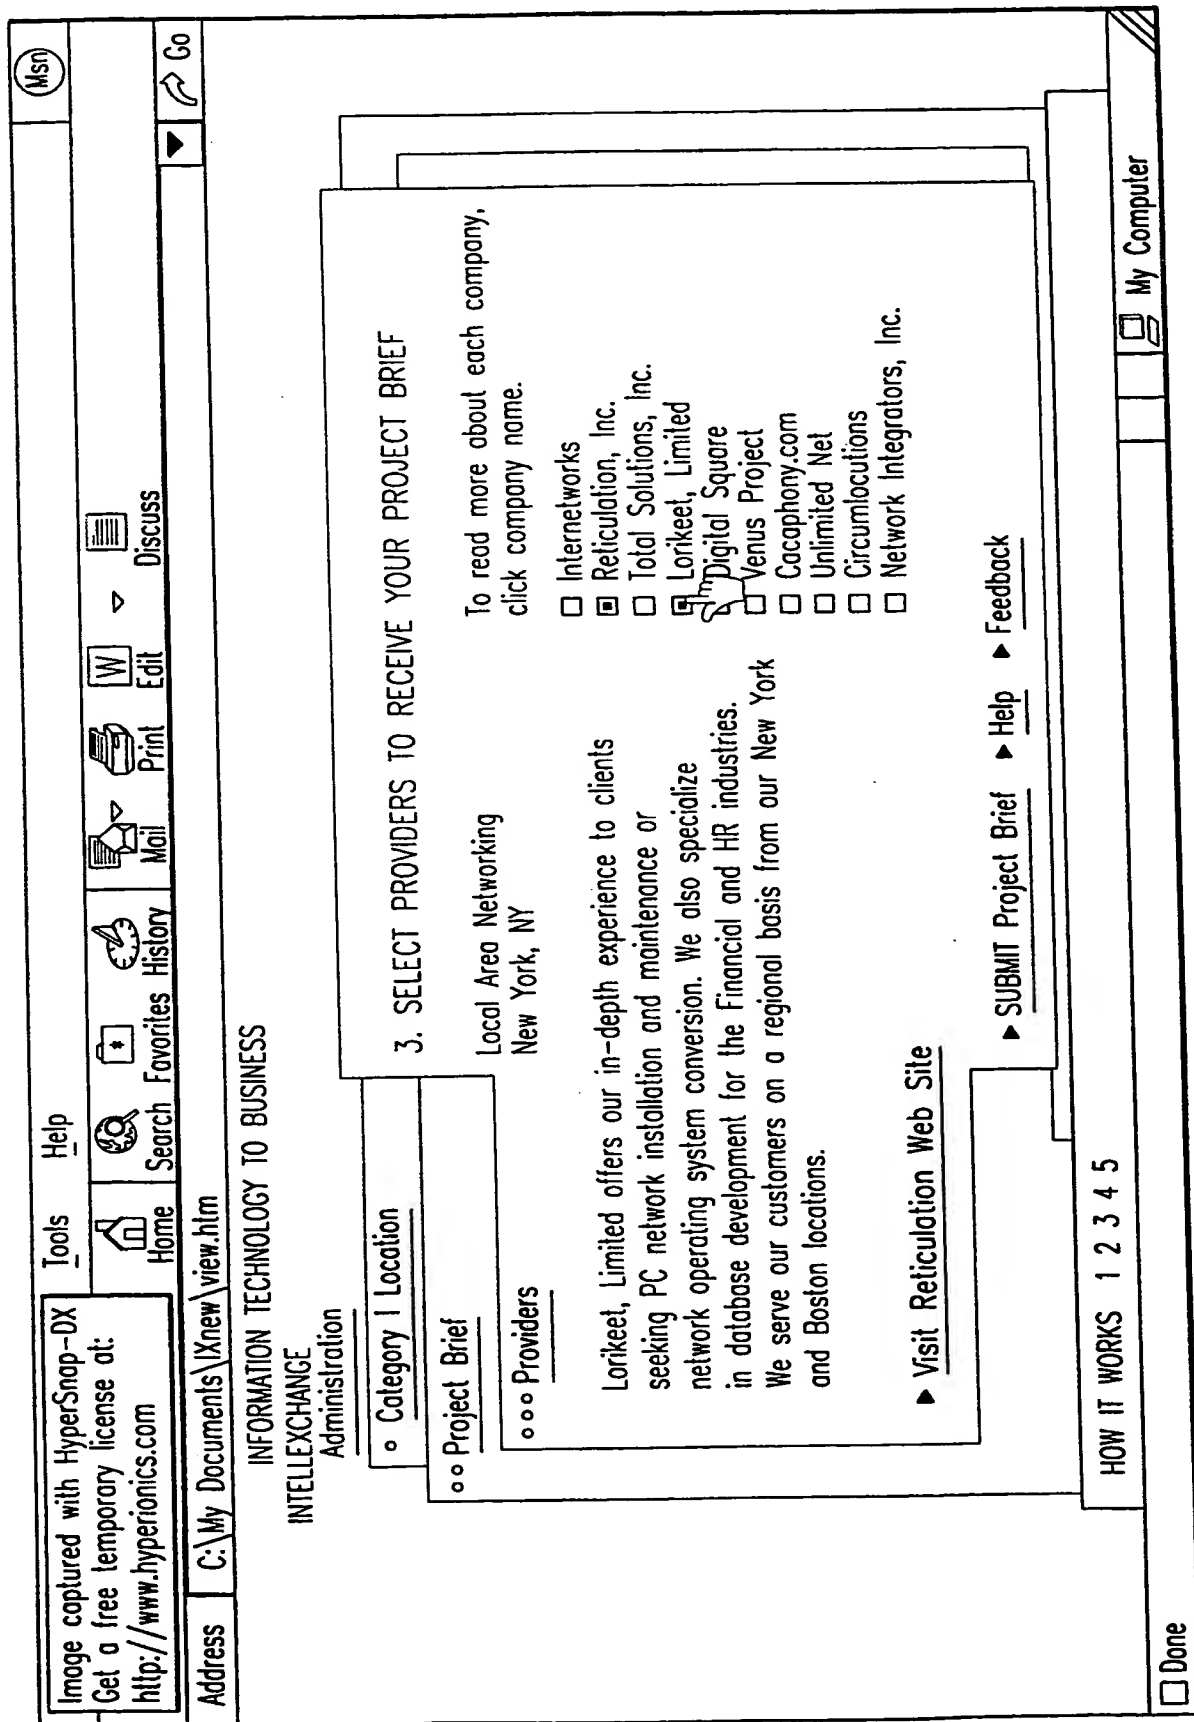 Image captured with HyperSnap-DX
Get a free temporary license at:
http://www.hyperionics.com
Tools Help
Msn
Home Search Favorites History Mail Print Edit Discuss
W
Address C:\My Documents\IXnew\view.htm Go
INFORMATION TECHNOLOGY TO BUSINESS
INTELLEXCHANGE
Administration
Category | Location
Project Brief
Providers
3. SELECT PROVIDERS TO RECEIVE YOUR PROJECT BRIEF
Local Area Networking
New York, NY
To read more about each company,
click company name.
Lorikeet, Limited offers our in-depth experience to clients
seeking PC network installation and maintenance or
network operating system conversion. We also specialize
in database development for the Financial and HR industries.
We serve our customers on a regional basis from our New York
and Boston locations.
Internetworks
Reticulation, Inc.
Total Solutions, Inc.
Lorikeet, Limited
Digital Square
Venus Project
Cacaphony.com
Unlimited Net
Circumlocutions
Network Integrators, Inc.
Visit Reticulation Web Site
SUBMIT Project Brief Help Feedback
HOW IT WORKS 1 2 3 4 5
Done
My Computer